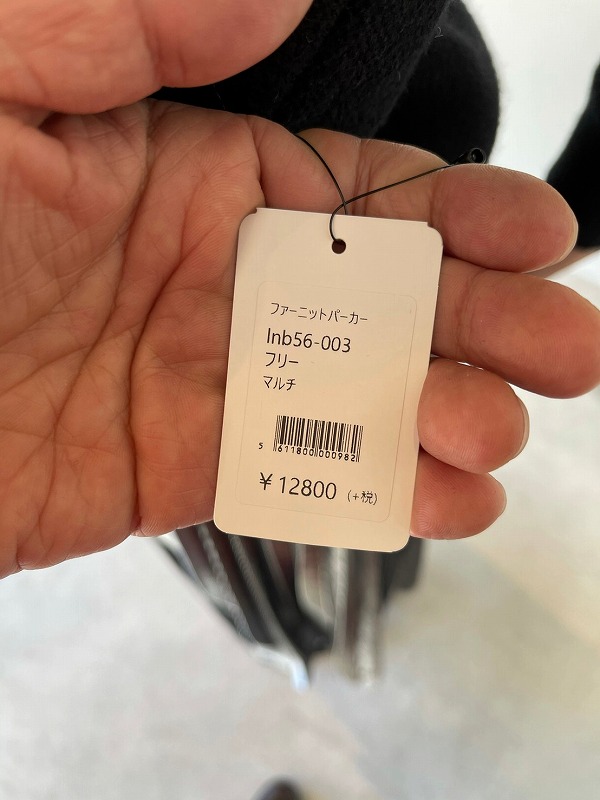 ファーニットパーカー
lnb56-003
フリー
マルチ
5 611800 000982
￥12800 (+税)